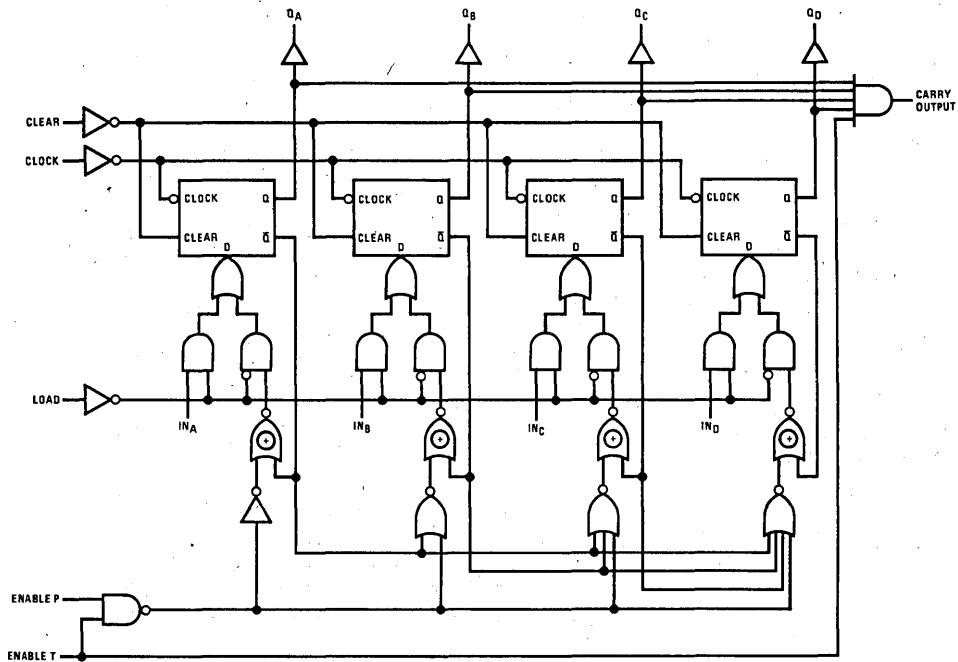 QA QB QC QD
CARRY
OUTPUT
CLEAR
CLOCK
CLOCK Q CLOCK Q CLOCK Q CLOCK Q
CLEAR Q̅ CLEAR Q̅ CLEAR Q̅ CLEAR Q̅
D D D D
LOAD
INA INB INC IND
+ + + +
ENABLE P
ENABLE T